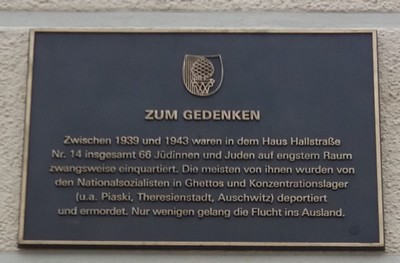 ZUM GEDENKEN
Zwischen 1939 und 1943 waren in dem Haus Hallstraße
Nr. 14 insgesamt 66 Jüdinnen und Juden auf engstem Raum
zwangsweise einquartiert. Die meisten von ihnen wurden von
den Nationalsozialisten in Ghettos und Konzentrationslager
(u.a. Piaski, Theresienstadt, Auschwitz) deportiert
und ermordet. Nur wenigen gelang die Flucht ins Ausland.